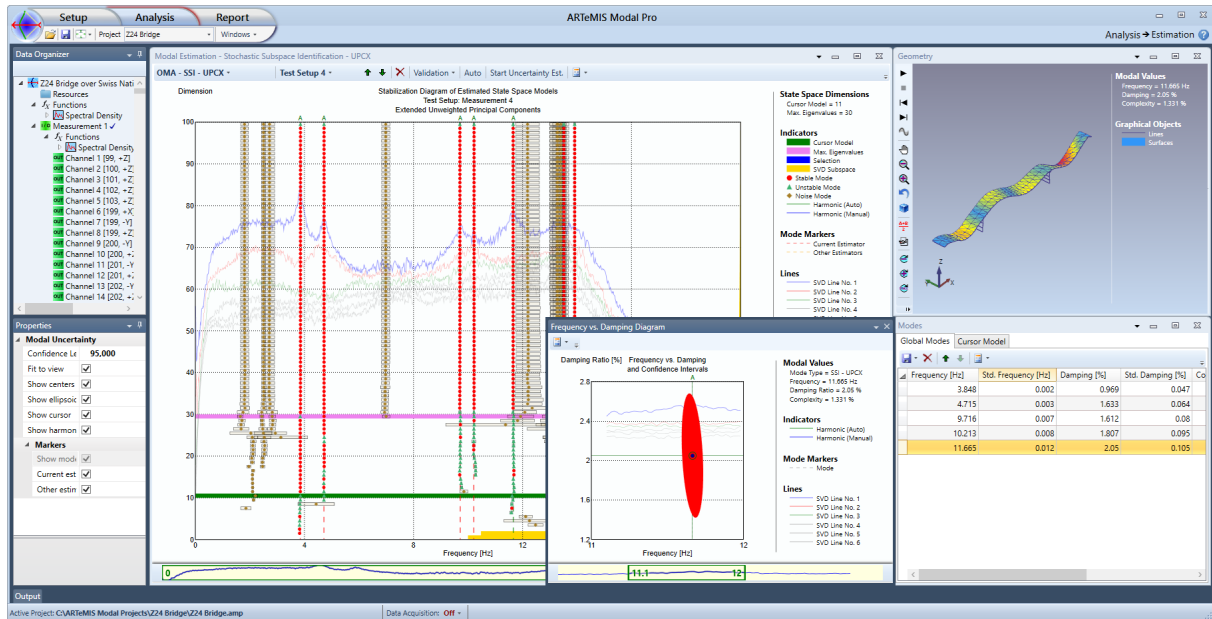 Setup Analysis Report
ARTeMIS Modal Pro
Project Z24 Bridge Windows
Analysis → Estimation
Data Organizer
Z24 Bridge over Swiss Nati
Resources
Functions
Spectral Density
Measurement 1
Functions
Spectral Density
Channel 1 [99, +Z]
Channel 2 [100, +Z]
Channel 3 [101, +Z]
Channel 4 [102, +Z]
Channel 5 [103, +Z]
Channel 6 [199, +X]
Channel 7 [199, -Y]
Channel 8 [199, +Z]
Channel 9 [200, -Y]
Channel 10 [200, +Z
Channel 11 [201, -Y
Channel 12 [201, +Z
Channel 13 [202, -Y
Channel 14 [202, +Z
Properties
Modal Uncertainty
Confidence Le 95,000
Fit to view
Show centers
Show ellipsoic
Show cursor
Show harmon
Markers
Show mod
Current est
Other estin
Modal Estimation - Stochastic Subspace Identification - UPCX
OMA - SSI - UPCX Test Setup 4 Validation Auto Start Uncertainty Est.
Dimension
Stabilization Diagram of Estimated State Space Models
Test Setup: Measurement 4
Extended Unweighted Principal Components
100
90
80
70
60
50
40
30
20
10
0
0 4 8 12
Frequency [Hz]
0
State Space Dimensions
Cursor Model = 11
Max. Eigenvalues = 30
Indicators
Cursor Model
Max. Eigenvalues
Selection
SVD Subspace
Stable Mode
Unstable Mode
Noise Mode
Harmonic (Auto)
Harmonic (Manual)
Mode Markers
Current Estimator
Other Estimators
Lines
SVD Line No. 1
SVD Line No. 2
SVD Line No. 3
SVD Line No. 4
Frequency vs. Damping Diagram
Damping Ratio [%] Frequency vs. Damping
and Confidence Intervals
A
2.8
2.4
2
1.6
1.2
11 12
Frequency [Hz]
11.1 12
Modal Values
Mode Type = SSI - UPCX
Frequency = 11.665 Hz
Damping Ratio = 2.05 %
Complexity = 1.331 %
Indicators
Harmonic (Auto)
Harmonic (Manual)
Mode Markers
Mode
Lines
SVD Line No. 1
SVD Line No. 2
SVD Line No. 3
SVD Line No. 4
SVD Line No. 5
SVD Line No. 6
Geometry
Modal Values
Frequency = 11.665 Hz
Damping = 2.05 %
Complexity = 1.331 %
Graphical Objects
Lines
Surfaces
Z
Y X
Modes
Global Modes Cursor Model
Frequency [Hz] Std. Frequency [Hz] Damping [%] Std. Damping [%] Co
3.848 0.002 0.969 0.047
4.715 0.003 1.633 0.064
9.716 0.007 1.612 0.08
10.213 0.008 1.807 0.095
11.665 0.012 2.05 0.105
Output
Active Project: C:\ARTeMIS Modal Projects\Z24 Bridge\Z24 Bridge.amp
Data Acquisition: Off